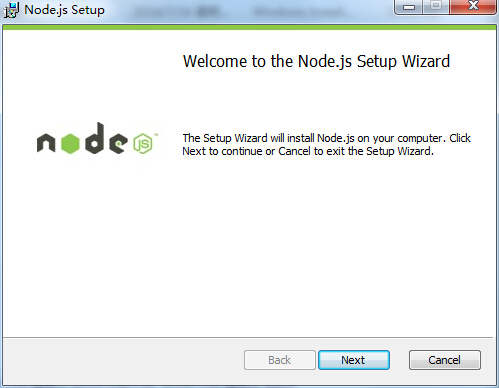 Node.js Setup
Welcome to the Node.js Setup Wizard
node JS
The Setup Wizard will install Node.js on your computer. Click
Next to continue or Cancel to exit the Setup Wizard.
Back
Next
Cancel